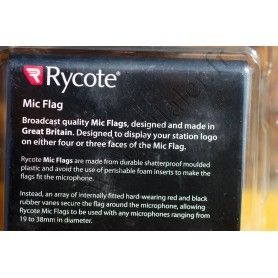 Rycote®
Mic Flag
Broadcast quality Mic Flags, designed and made in
Great Britain. Designed to display your station logo
on either four or three faces of the Mic Flag.
Rycote Mic Flags are made from durable shatterproof moulded
plastic and avoid the use of perishable foam inserts to make the
flags fit the microphone.
Instead, an array of internally fitted hard-wearing red and black
rubber vanes secure the flag around the microphone, allowing
Rycote Mic Flags to be used with any microphones ranging from
19 to 38mm in diameter.